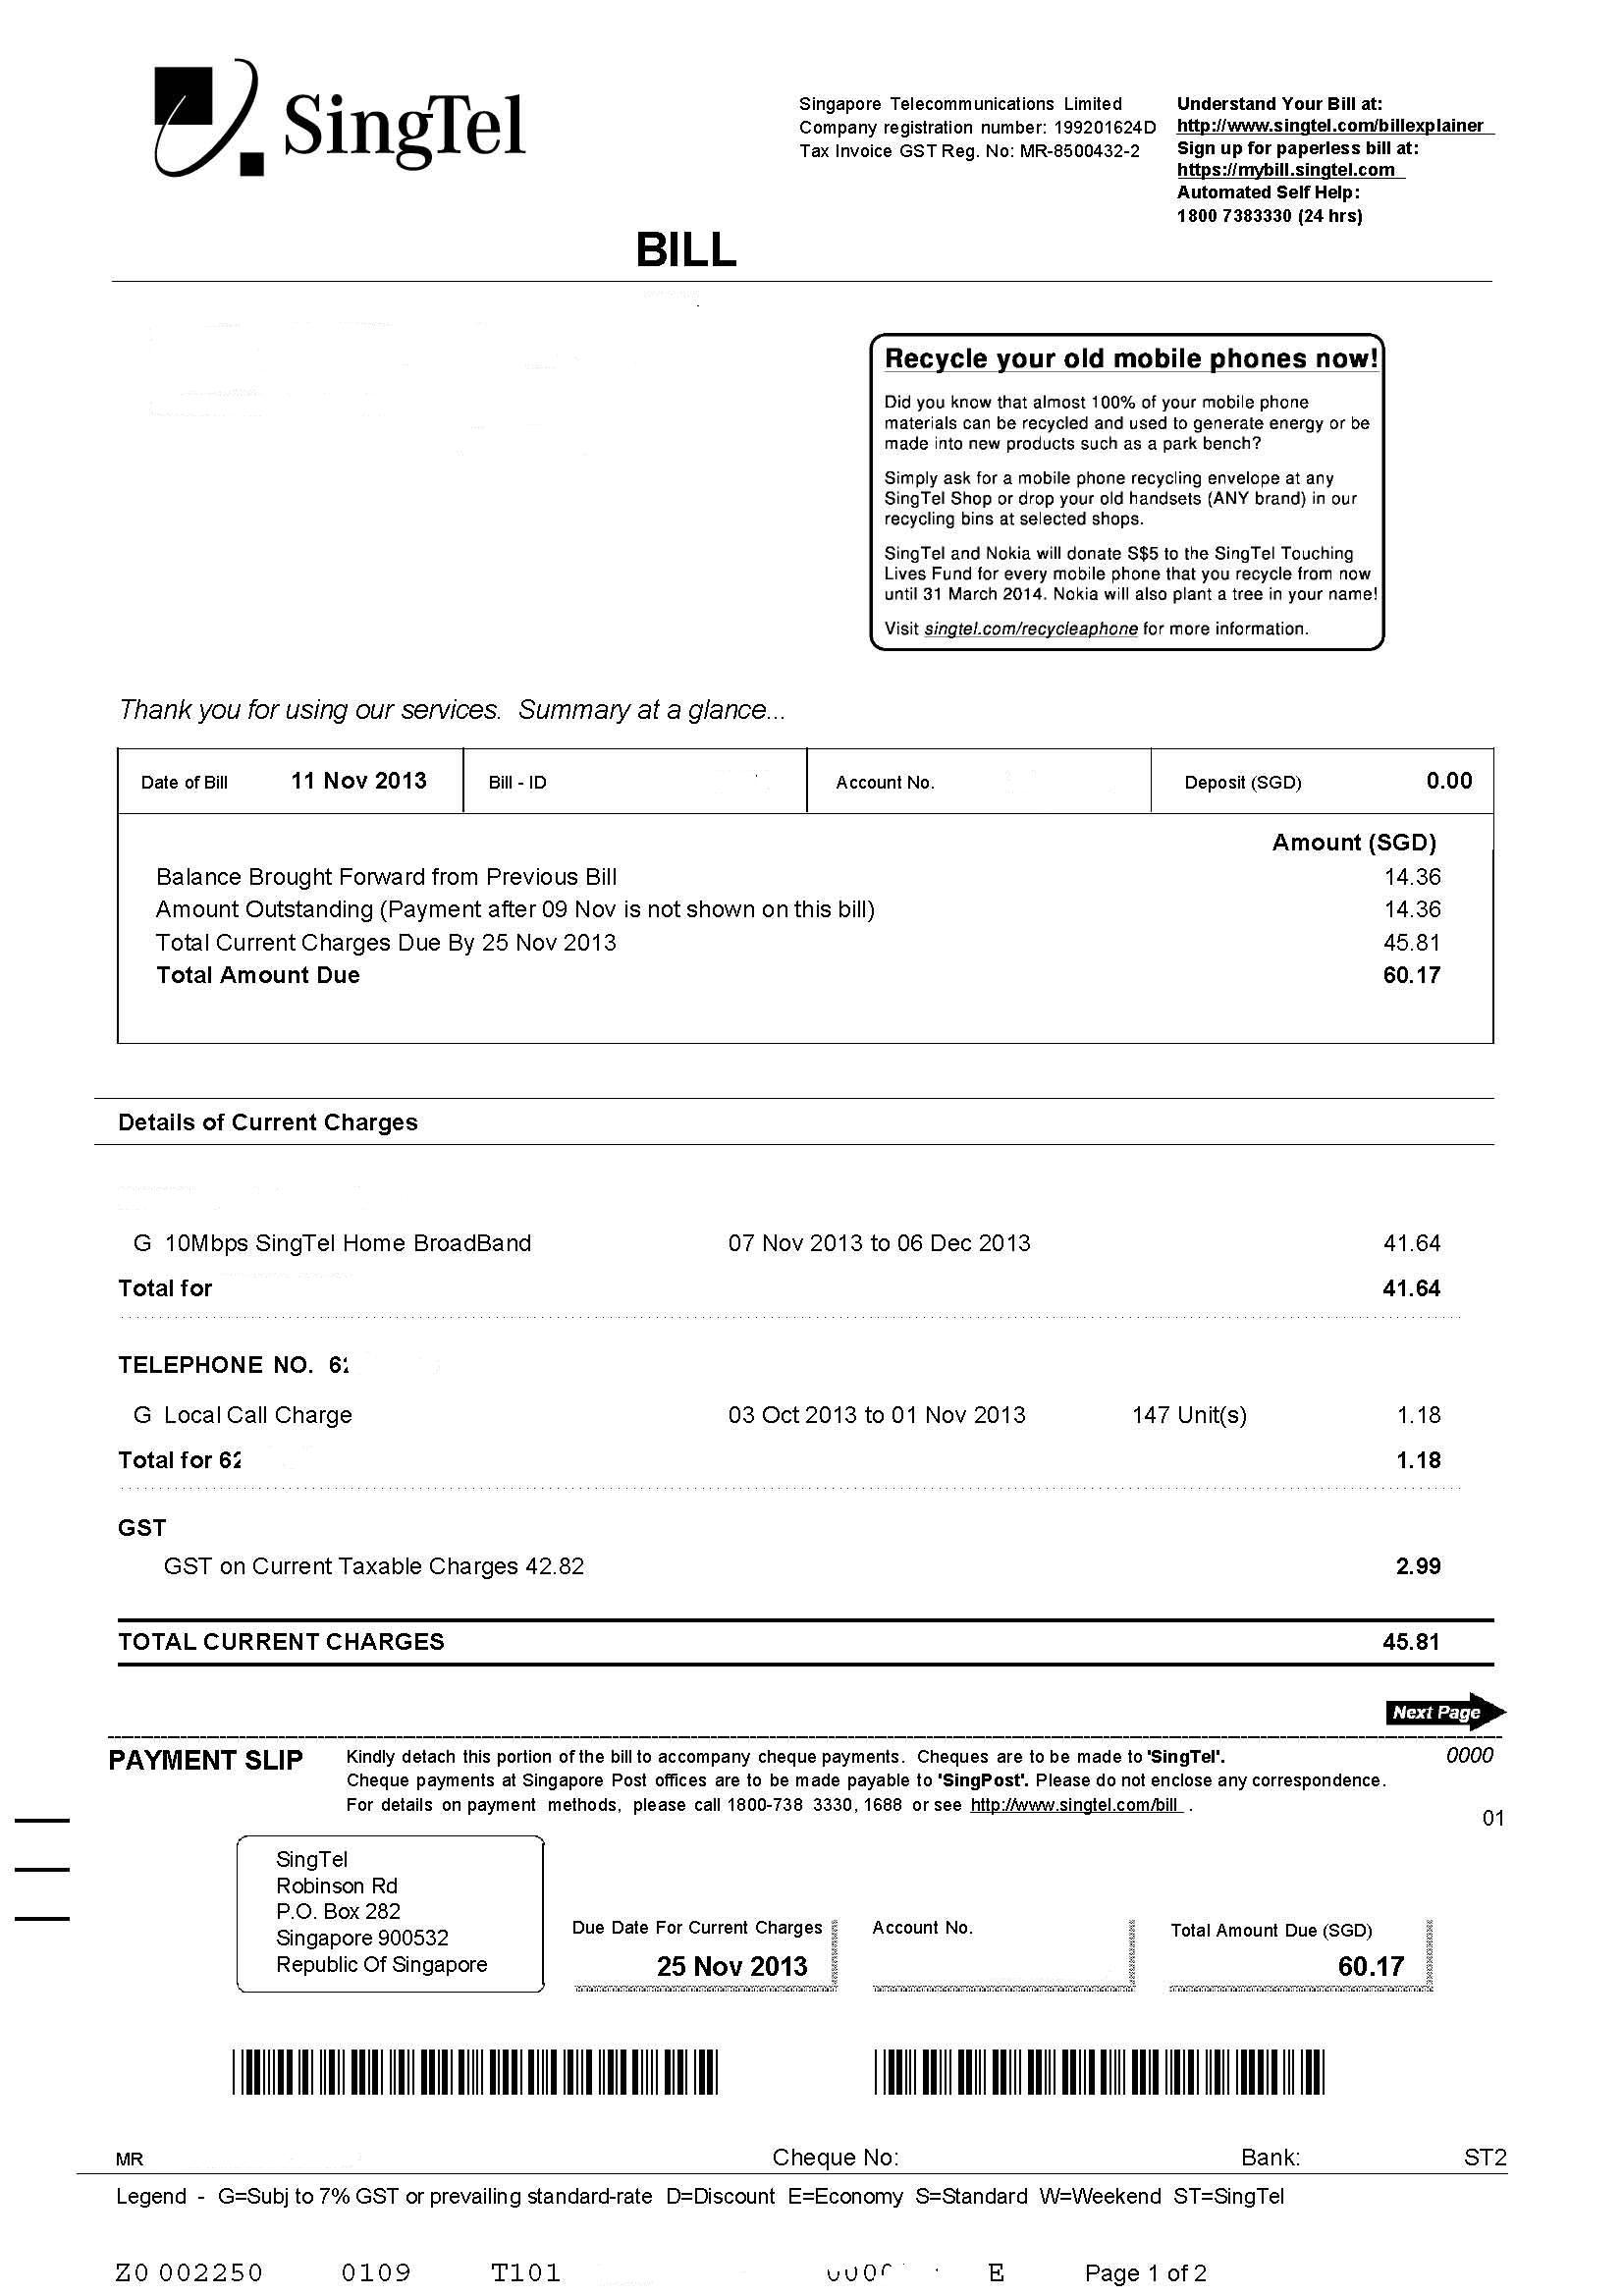 SingTel
Singapore Telecommunications Limited
Company registration number: 199201624D
Tax Invoice GST Reg. No: MR-8500432-2
Understand Your Bill at:
http://www.singtel.com/billexplainer
Sign up for paperless bill at:
https://mybill.singtel.com
Automated Self Help:
1800 7383330 (24 hrs)
BILL
Recycle your old mobile phones now!
Did you know that almost 100% of your mobile phone
materials can be recycled and used to generate energy or be
made into new products such as a park bench?
Simply ask for a mobile phone recycling envelope at any
SingTel Shop or drop your old handsets (ANY brand) in our
recycling bins at selected shops.
SingTel and Nokia will donate S$5 to the SingTel Touching
Lives Fund for every mobile phone that you recycle from now
until 31 March 2014. Nokia will also plant a tree in your name!
Visit singtel.com/recycleaphone for more information.
Thank you for using our services. Summary at a glance...
Date of Bill 11 Nov 2013 Bill - ID Account No. Deposit (SGD) 0.00
Amount (SGD)
Balance Brought Forward from Previous Bill 14.36
Amount Outstanding (Payment after 09 Nov is not shown on this bill) 14.36
Total Current Charges Due By 25 Nov 2013 45.81
Total Amount Due 60.17
Details of Current Charges
G 10Mbps SingTel Home BroadBand 07 Nov 2013 to 06 Dec 2013 41.64
Total for 41.64
TELEPHONE NO. 6
G Local Call Charge 03 Oct 2013 to 01 Nov 2013 147 Unit(s) 1.18
Total for 62 1.18
GST
GST on Current Taxable Charges 42.82 2.99
TOTAL CURRENT CHARGES 45.81
Next Page
PAYMENT SLIP
Kindly detach this portion of the bill to accompany cheque payments. Cheques are to be made to 'SingTel'. 0000
Cheque payments at Singapore Post offices are to be made payable to 'SingPost'. Please do not enclose any correspondence.
For details on payment methods, please call 1800-738 3330, 1688 or see http://www.singtel.com/bill .
01
SingTel
Robinson Rd
P.O. Box 282
Singapore 900532
Republic Of Singapore
Due Date For Current Charges Account No. Total Amount Due (SGD)
25 Nov 2013 60.17
MR Cheque No: Bank: ST2
Legend - G=Subj to 7% GST or prevailing standard-rate D=Discount E=Economy S=Standard W=Weekend ST=SingTel
Z0 002250 0109 T101 E Page 1 of 2